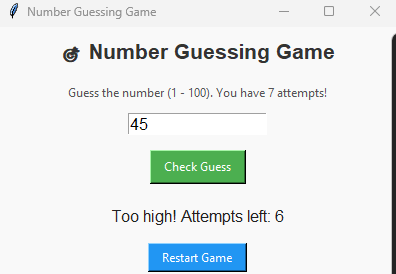 Number Guessing Game
🎯 Number Guessing Game
Guess the number (1 - 100). You have 7 attempts!
45
Check Guess
Too high! Attempts left: 6
Restart Game